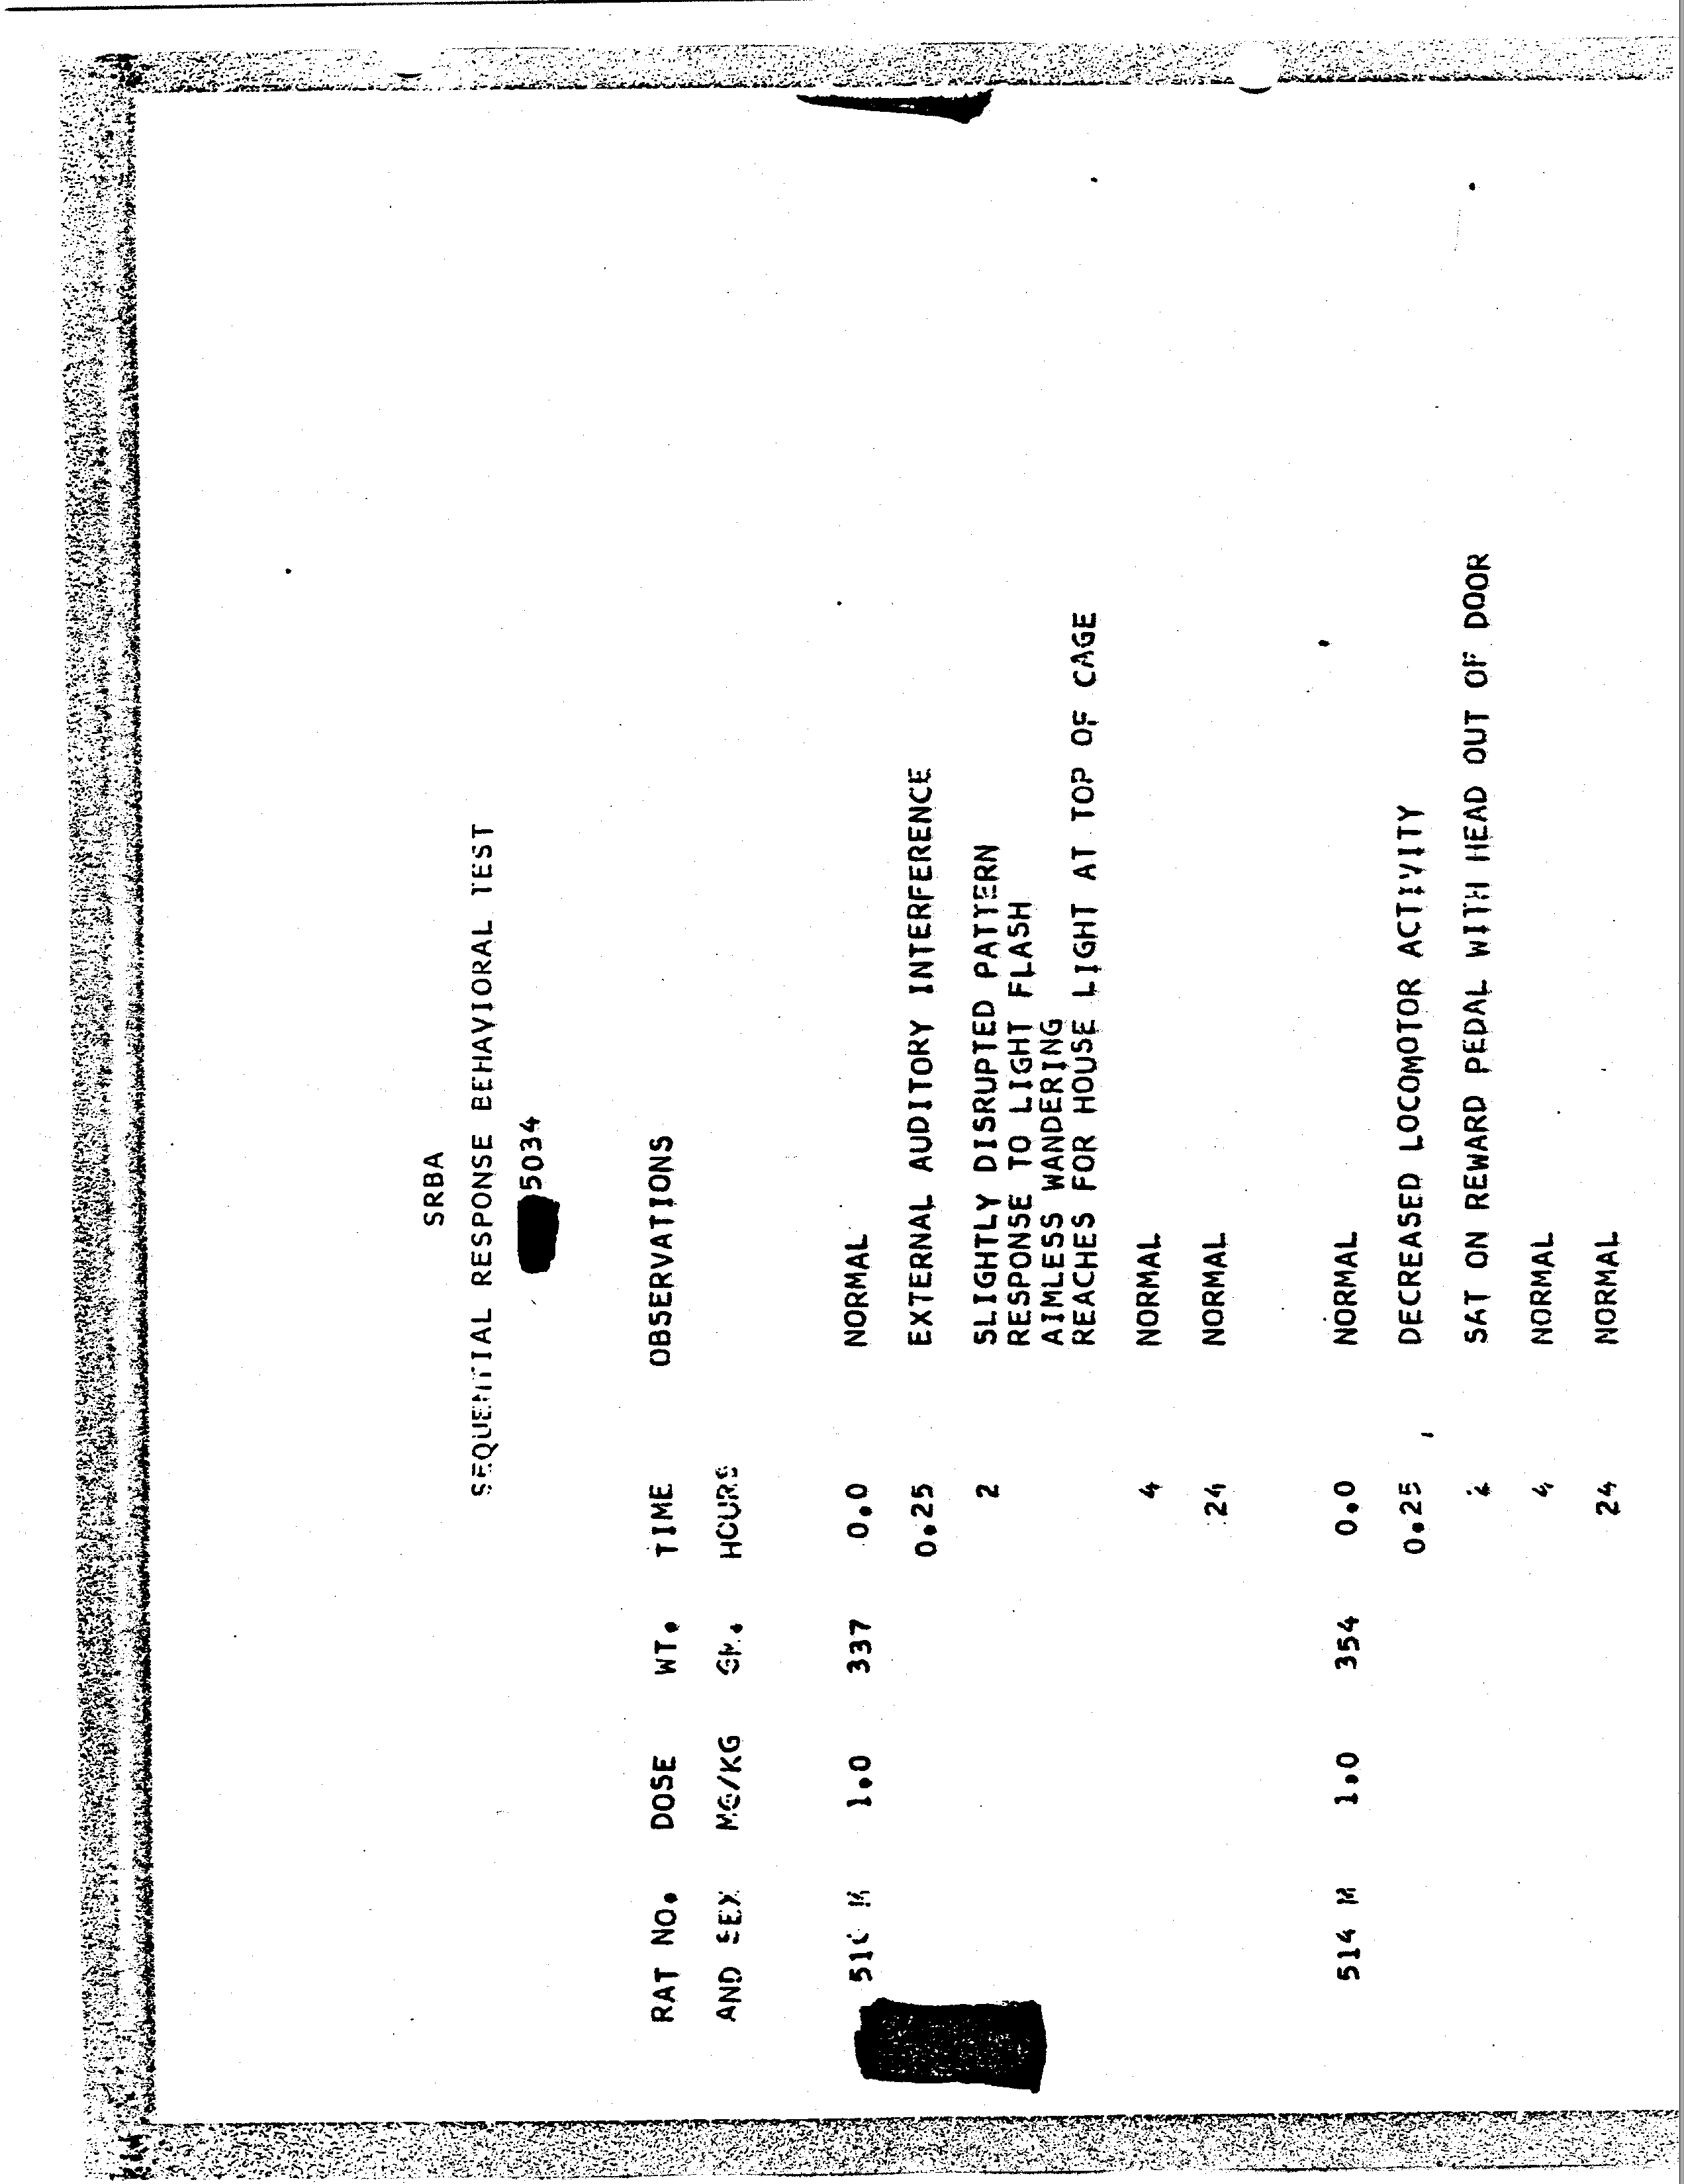 SRBA
SEQUENTIAL RESPONSE BEHAVIORAL TEST
5034
RAT NO. DOSE WT. TIME OBSERVATIONS
AND SEX MG/KG GM. HOURS
M 1.0 337 0.0 NORMAL
0.25 EXTERNAL AUDITORY INTERFERENCE
2 SLIGHTLY DISRUPTED PATTERN
RESPONSE TO LIGHT FLASH
AIMLESS WANDERING
REACHES FOR HOUSE LIGHT AT TOP OF CAGE
4 NORMAL
24 NORMAL
514 M 1.0 354 0.0 NORMAL
0.25 DECREASED LOCOMOTOR ACTIVITY
2 SAT ON REWARD PEDAL WITH HEAD OUT OF DOOR
4 NORMAL
24 NORMAL